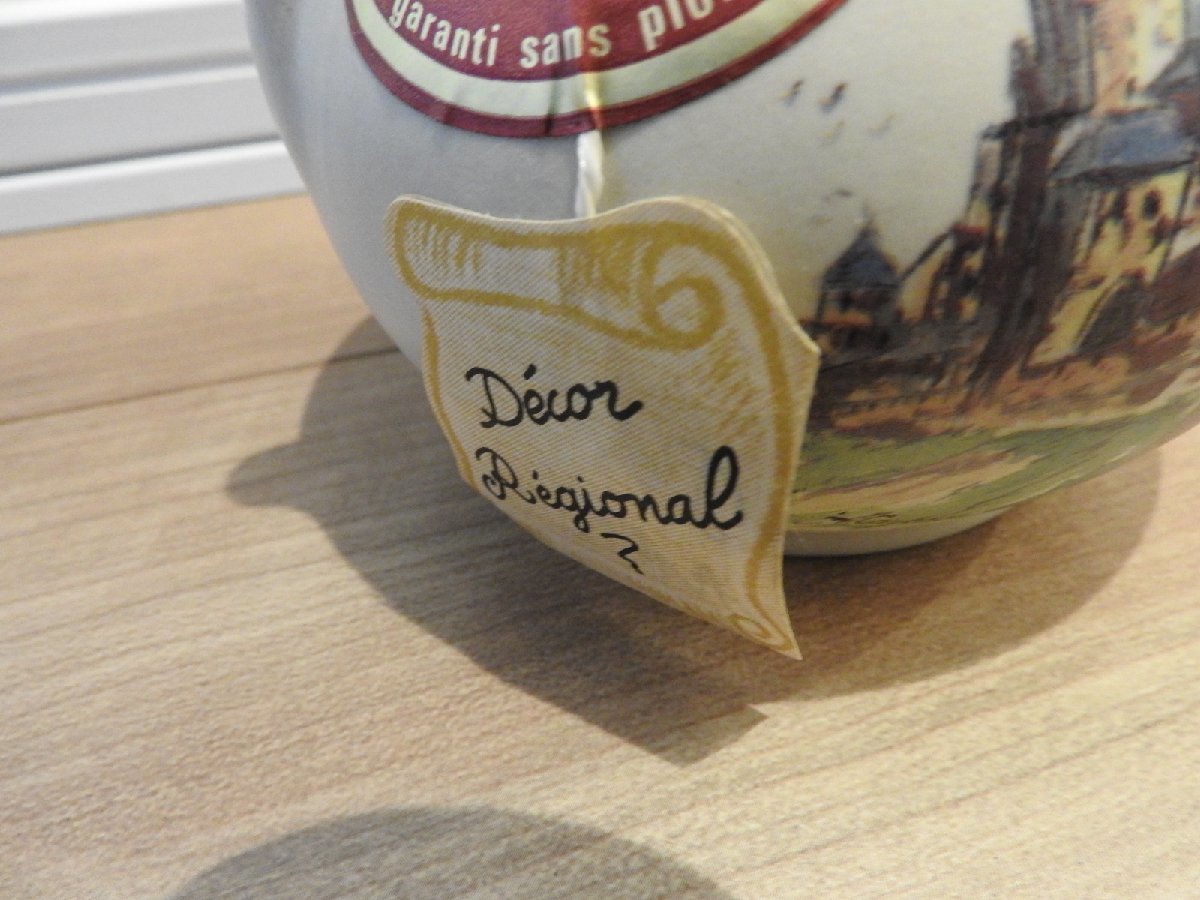 garanti sans
Décor
Régional